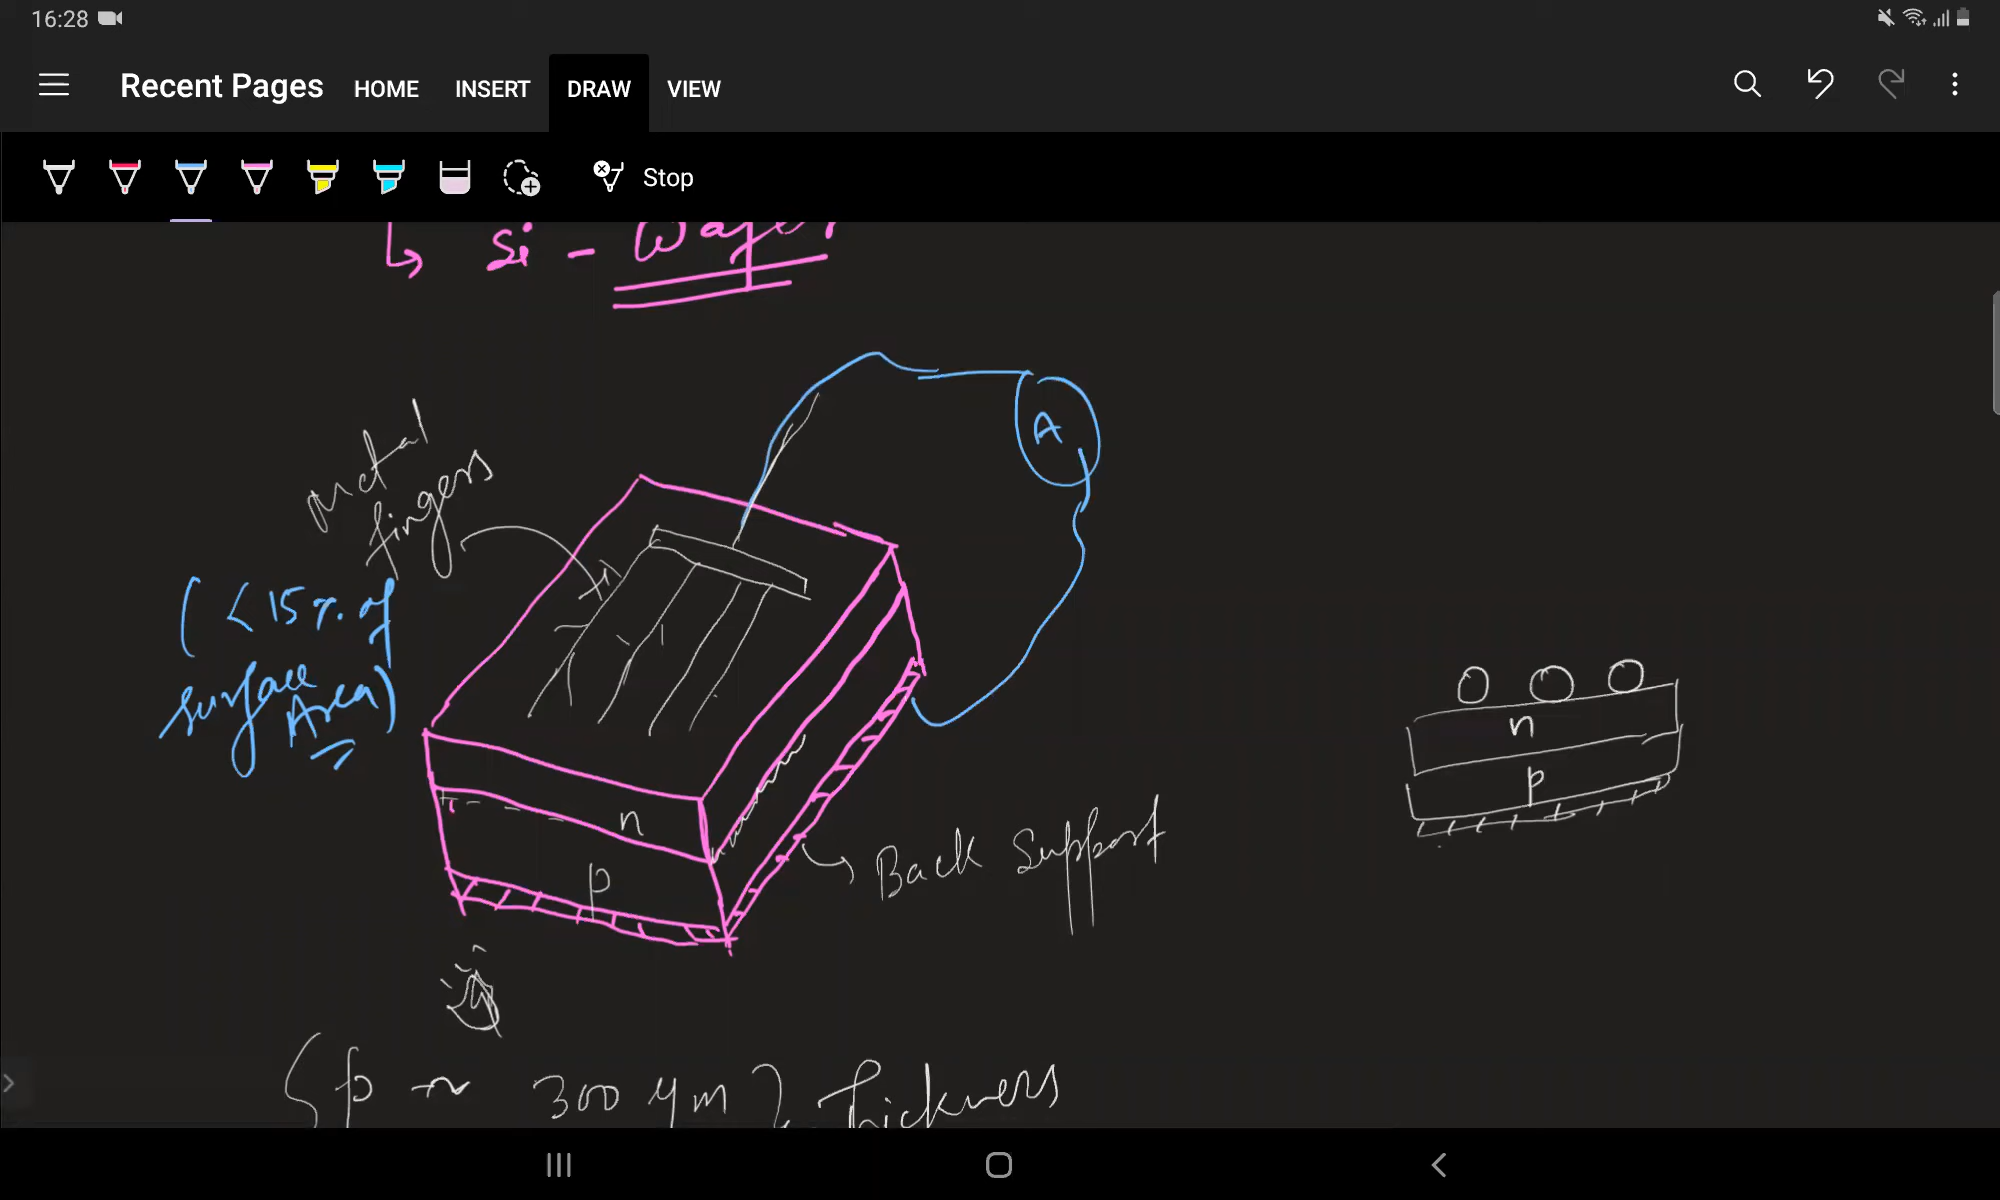 16:28
Recent Pages HOME INSERT DRAW VIEW
Stop
↳ Si - Wafer
Metal
fingers
A
( < 15 % of
surface
Area)
n
p
Back Support
n
p
p ~ 300 μm } Thickness